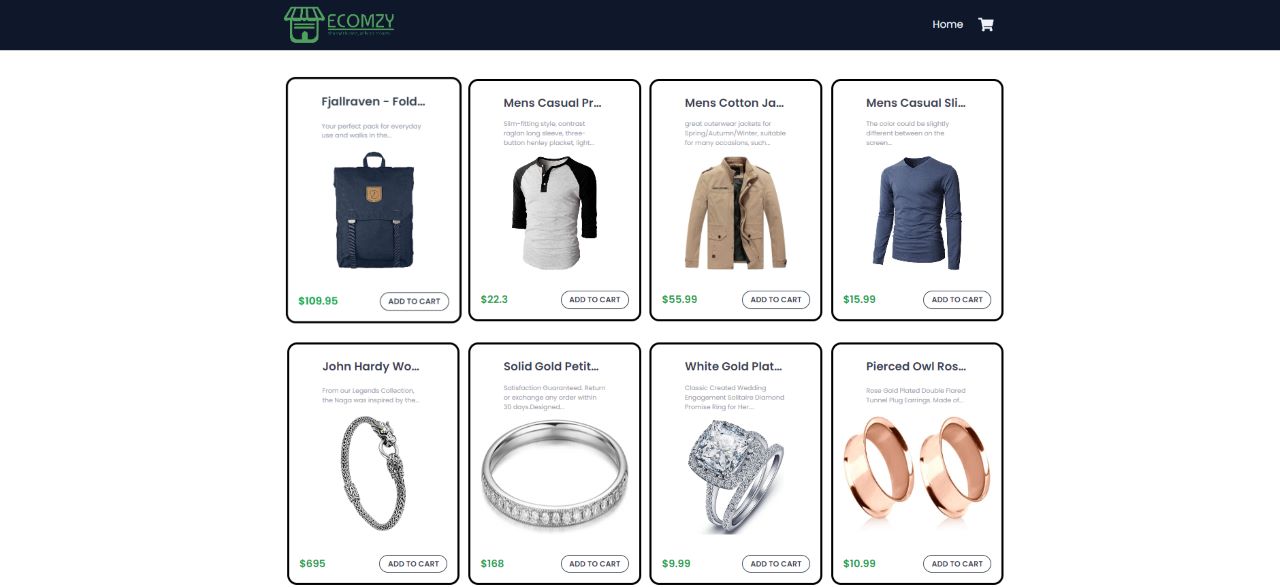 ECOMZY
Home
Fjallraven - Fold...
Your perfect pack for everyday
use and walks in the...
$109.95
ADD TO CART
Mens Casual Pr...
Slim-fitting style, contrast
raglan long sleeve, three-
button henley placket, light...
$22.3
ADD TO CART
Mens Cotton Ja...
great outerwear jackets for
Spring/Autumn/Winter, suitable
for many occasions, such...
$55.99
ADD TO CART
Mens Casual Sli...
The color could be slightly
different between on the
screen...
$15.99
ADD TO CART
John Hardy Wo...
From our Legends Collection,
the Naga was inspired by the...
$695
ADD TO CART
Solid Gold Petit...
Satisfaction Guaranteed. Return
or exchange any order within
30 days.Designed...
$168
ADD TO CART
White Gold Plat...
Classic Created Wedding
Engagement Solitaire Diamond
Promise Ring for Her....
$9.99
ADD TO CART
Pierced Owl Ros...
Rose Gold Plated Double Flared
Tunnel Plug Earrings. Made of...
$10.99
ADD TO CART